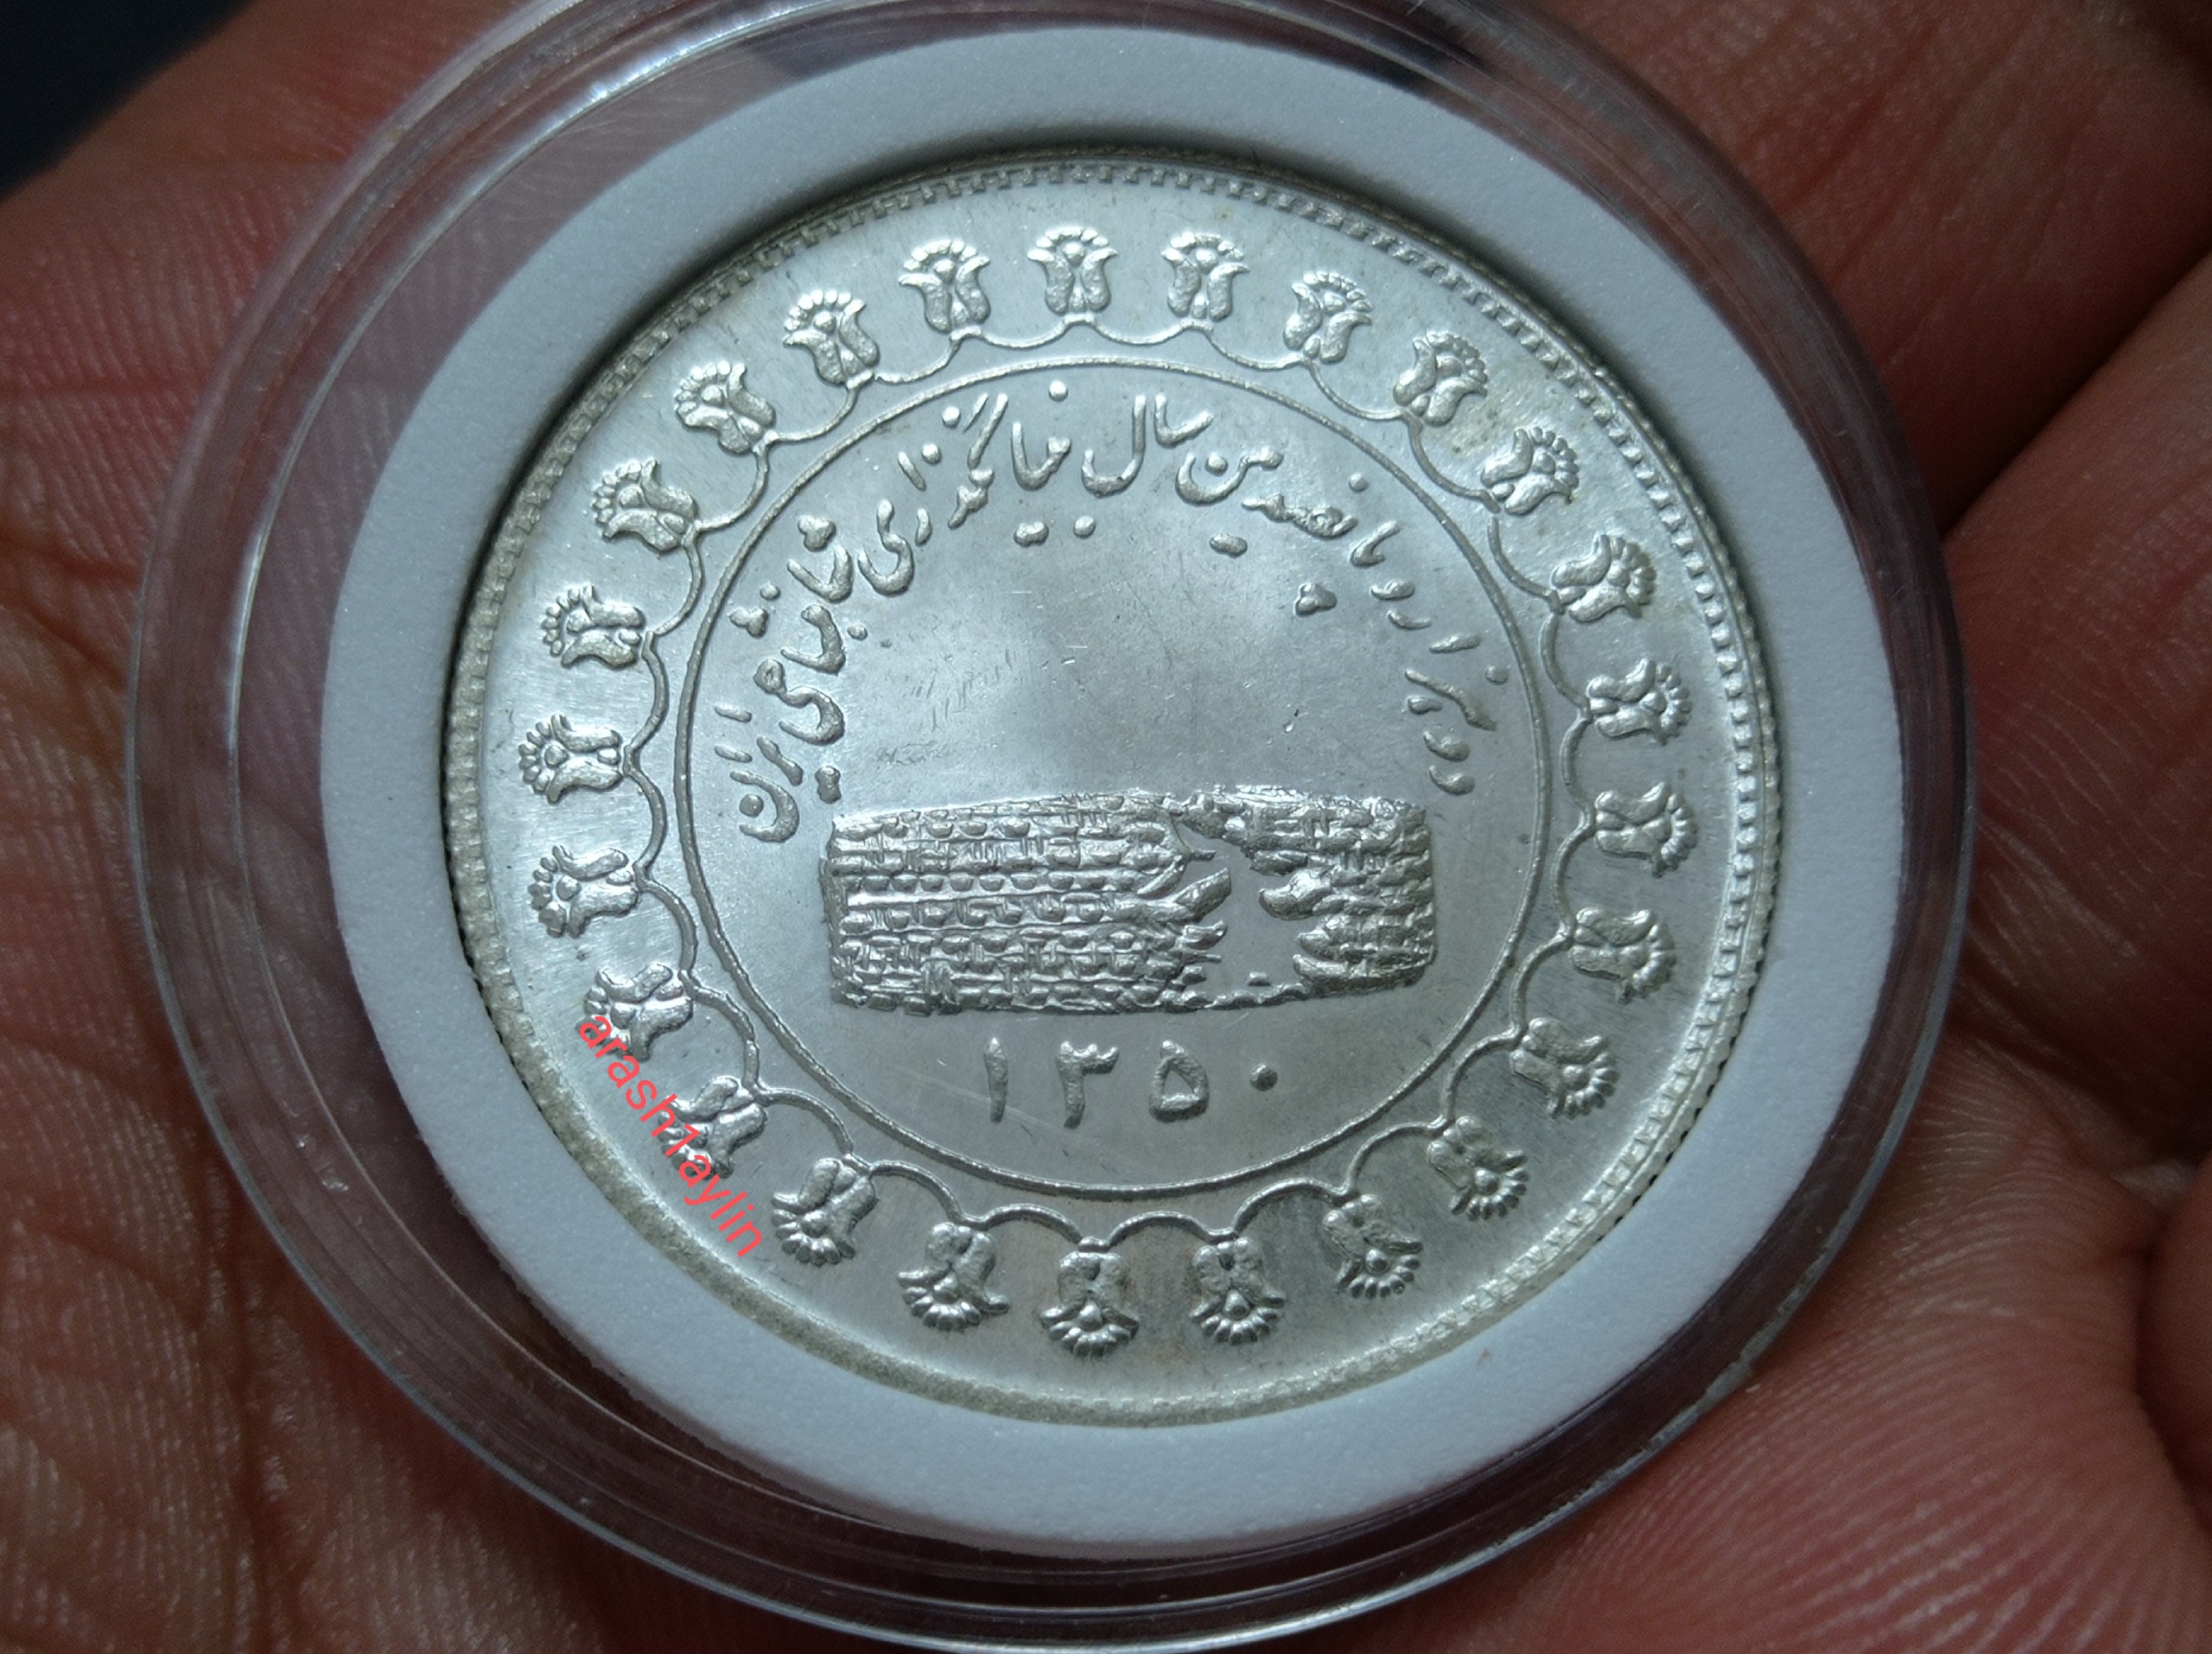 دو هزار و پانصدمین سال بنیانگذاری شاهنشاهی ایران
۱۳۵۰
arash1aylin